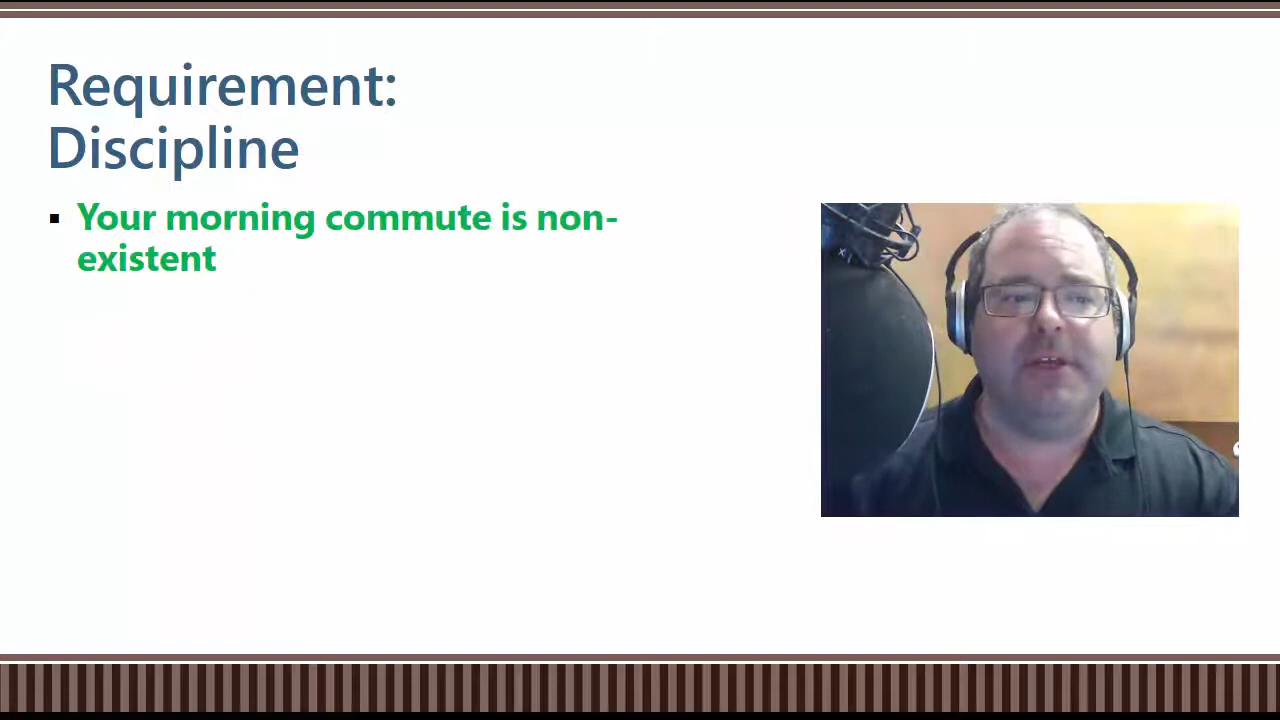 Requirement:
Discipline
Your morning commute is non-
existent